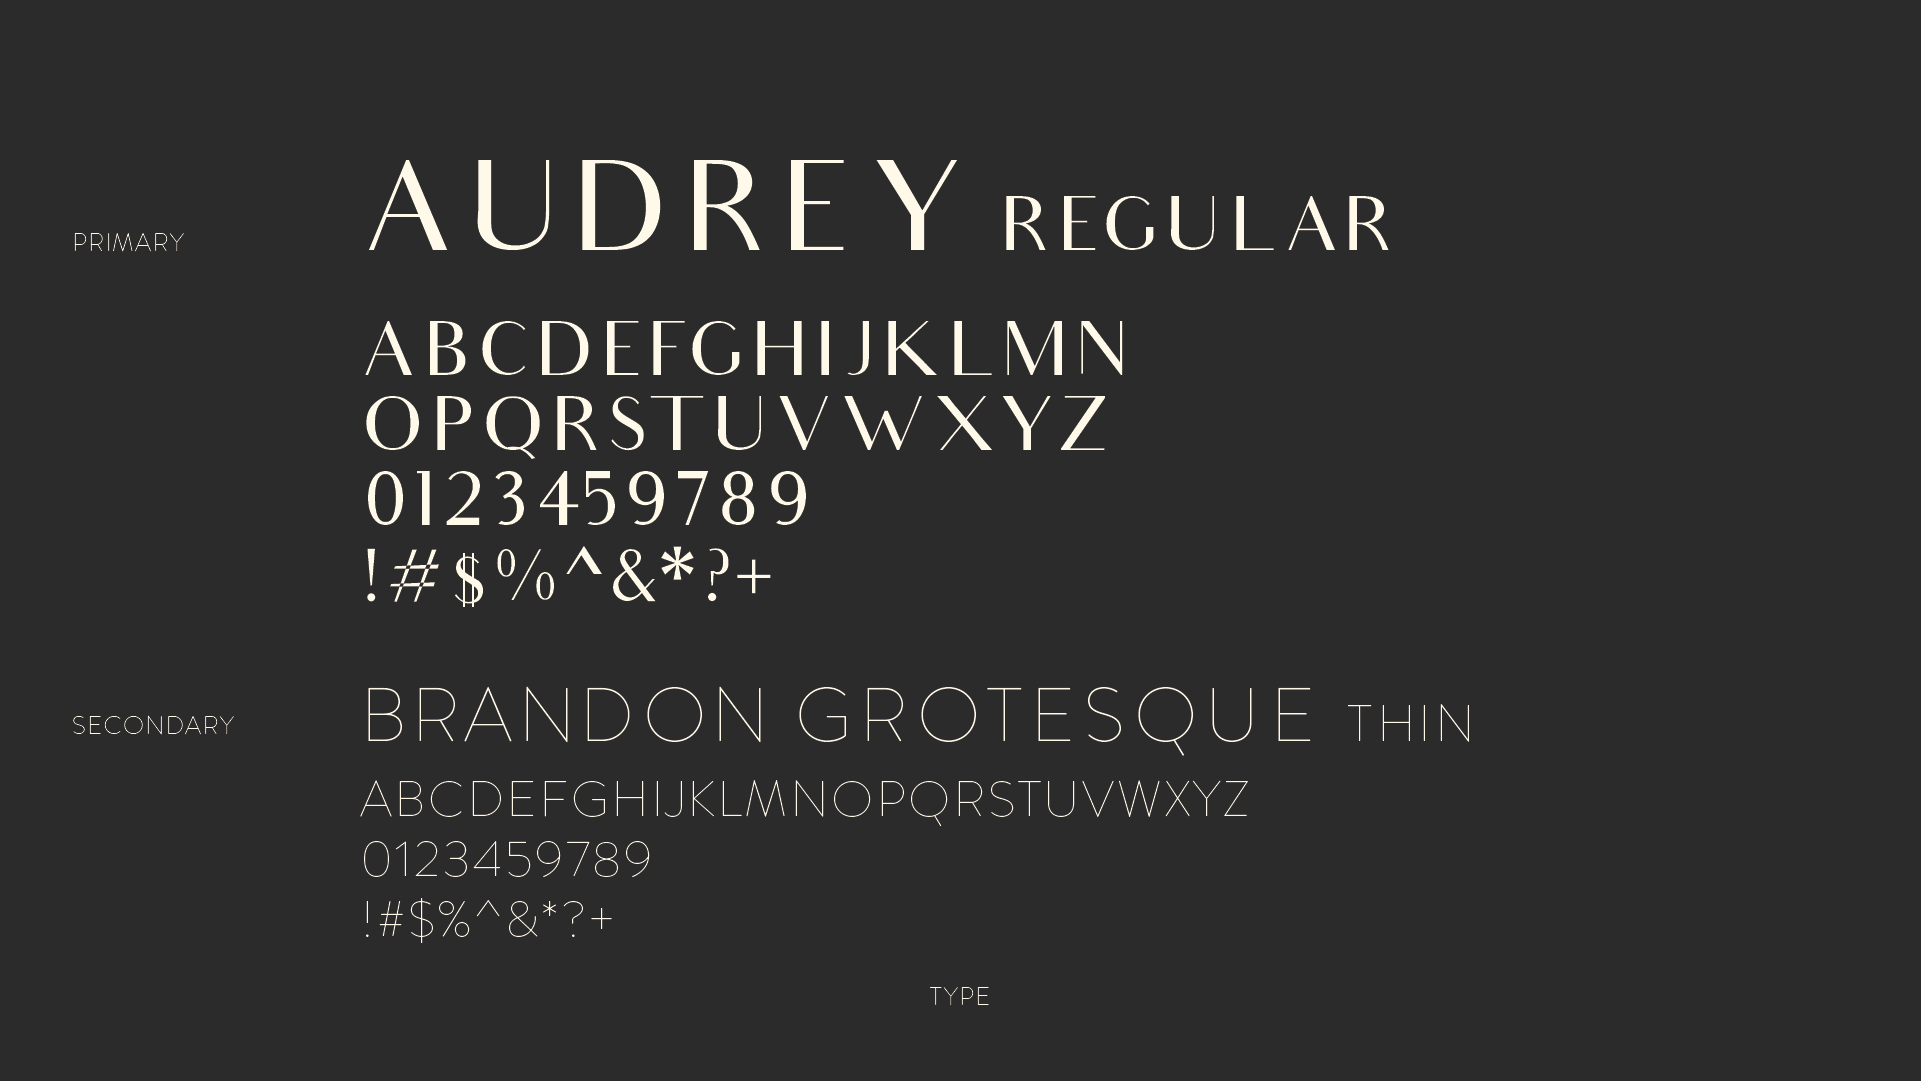 PRIMARY
AUDREY REGULAR
ABCDEFGHIJKLMN
OPQRSTUVWXYZ
0123459789
!#$%^&*?+
SECONDARY
BRANDON GROTESQUE THIN
ABCDEFGHIJKLMNOPQRSTUVWXYZ
0123459789
!#$%^&*?+
TYPE